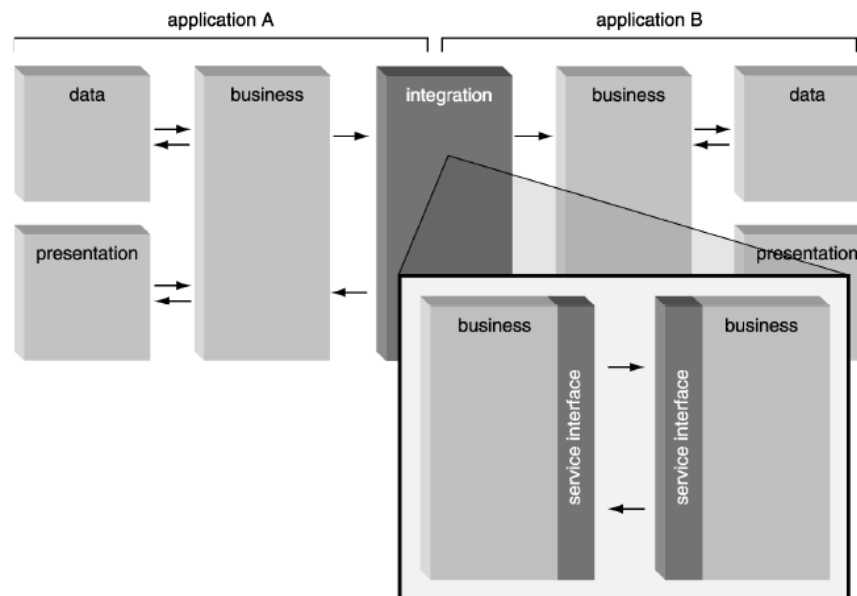 application A
application B
data
business
integration
business
data
presentation
presentation
business
service interface
service interface
business